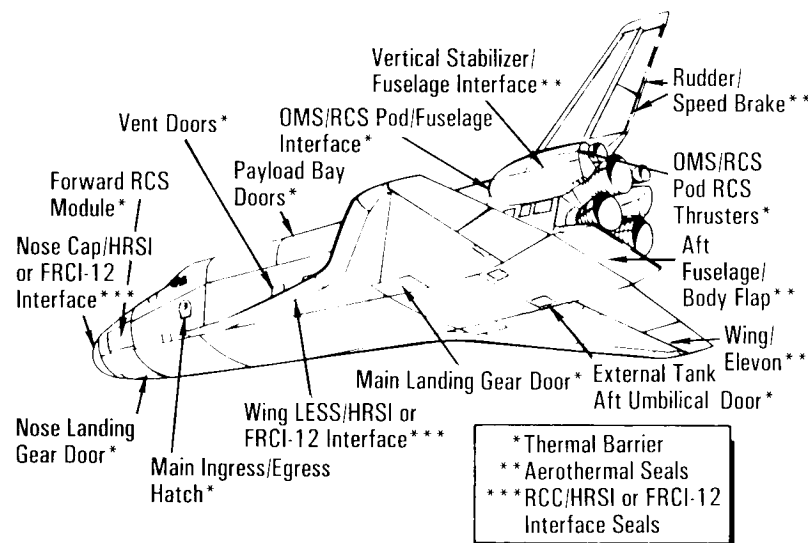 Vertical Stabilizer/
Fuselage Interface**
Rudder/
Speed Brake**
OMS/RCS Pod/Fuselage
Interface*
Vent Doors*
Payload Bay
Doors*
OMS/RCS
Pod RCS
Thrusters*
Forward RCS
Module*
Nose Cap/HRSI
or FRCI-12
Interface***
Aft
Fuselage/
Body Flap**
Wing/
Elevon**
Main Landing Gear Door*
External Tank
Aft Umbilical Door*
Wing LESS/HRSI or
FRCI-12 Interface***
Nose Landing
Gear Door*
Main Ingress/Egress
Hatch*
*Thermal Barrier
**Aerothermal Seals
***RCC/HRSI or FRCI-12
Interface Seals